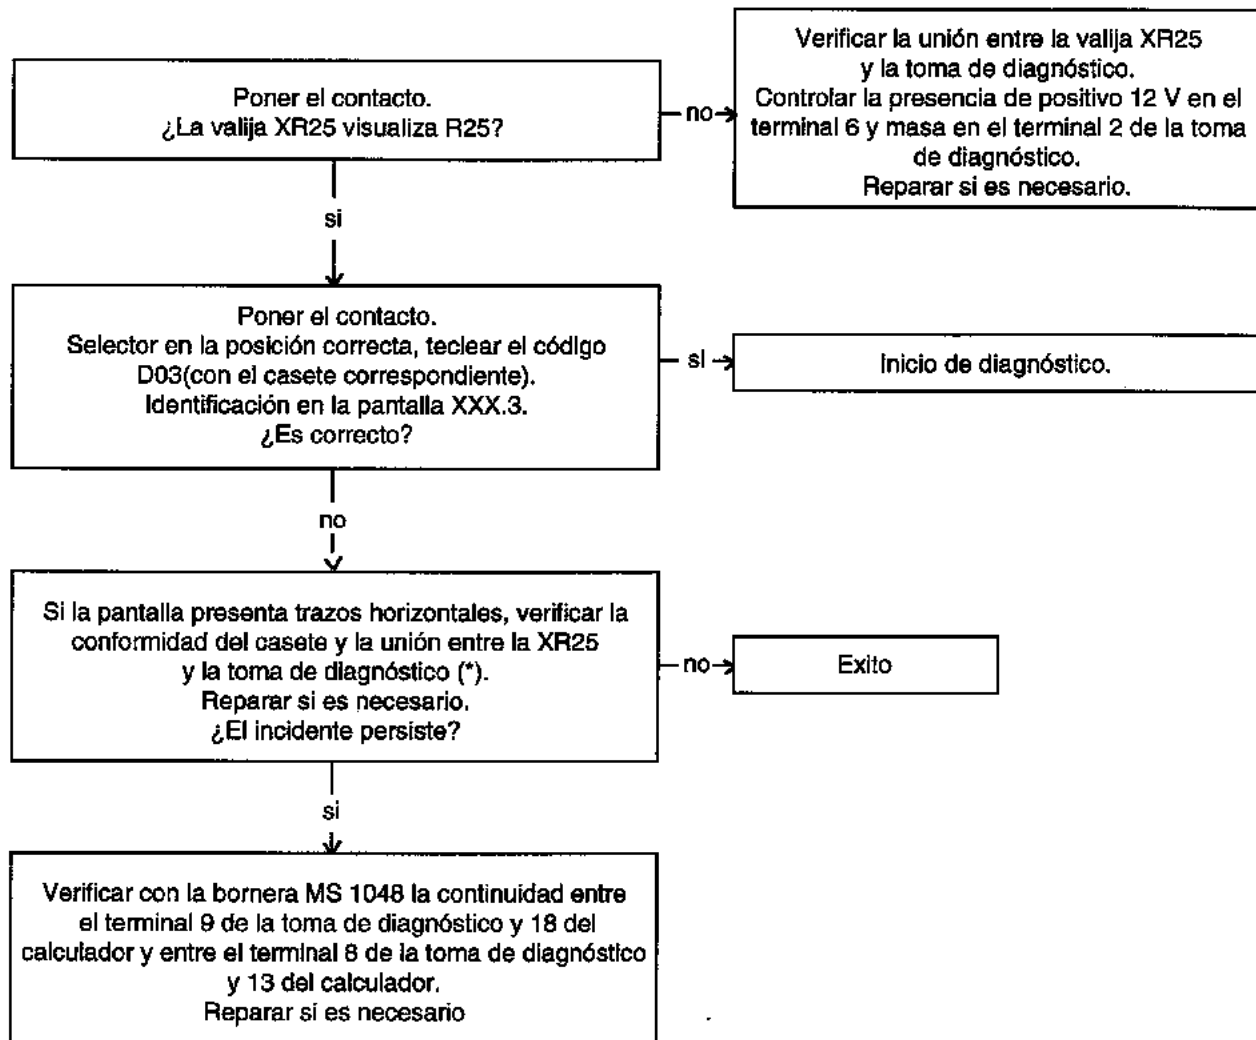 Poner el contacto.
¿La valija XR25 visualiza R25?
no
Verificar la unión entre la valija XR25
y la toma de diagnóstico.
Controlar la presencia de positivo 12 V en el
terminal 6 y masa en el terminal 2 de la toma
de diagnóstico.
Reparar si es necesario.
si
Poner el contacto.
Selector en la posición correcta, teclear el código
D03(con el casete correspondiente).
Identificación en la pantalla XXX.3.
¿Es correcto?
si
Inicio de diagnóstico.
no
Si la pantalla presenta trazos horizontales, verificar la
conformidad del casete y la unión entre la XR25
y la toma de diagnóstico (*).
Reparar si es necesario.
¿El incidente persiste?
no
Exito
si
Verificar con la bornera MS 1048 la continuidad entre
el terminal 9 de la toma de diagnóstico y 18 del
calculador y entre el terminal 8 de la toma de diagnóstico
y 13 del calculador.
Reparar si es necesario